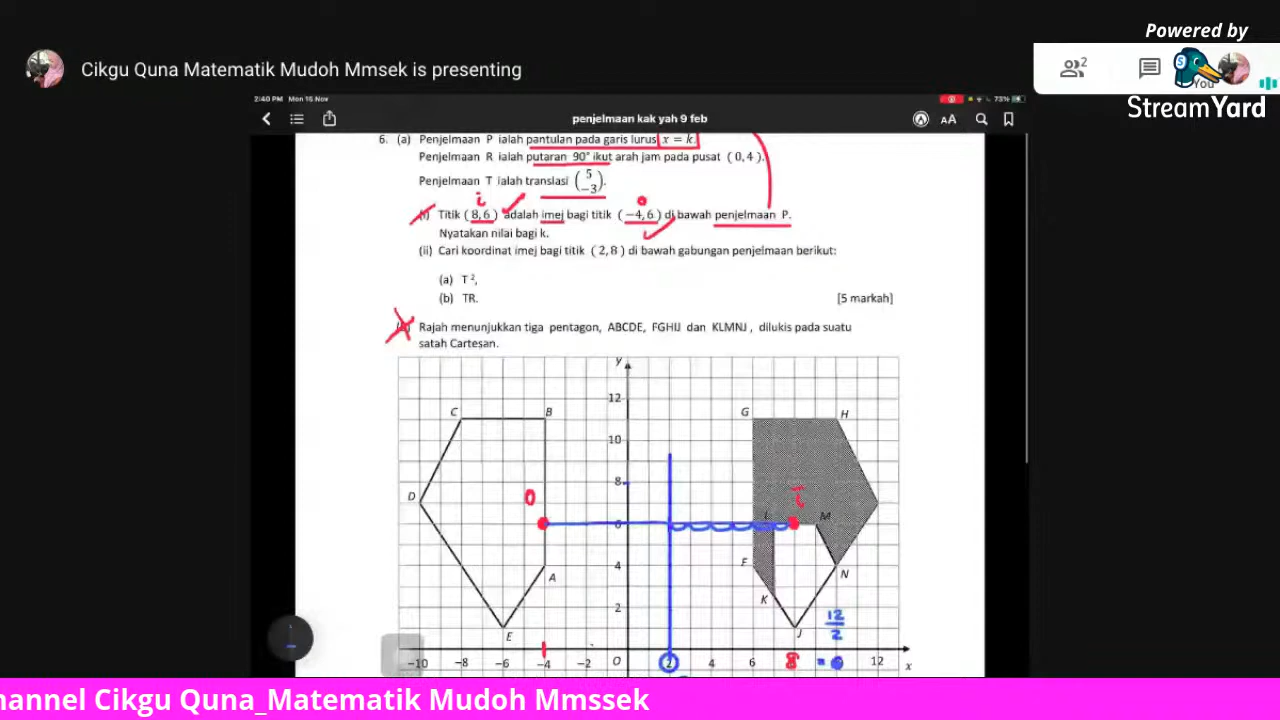 Powered by
Cikgu Quna Matematik Mudoh Mmsek is presenting
2
You
StreamYard
2:40 PM Mon 16 Nov
73%
penjelmaan kak yah 9 feb
AA
6. (a) Penjelmaan P ialah pantulan pada garis lurus x = k.
Penjelmaan R ialah putaran 90° ikut arah jam pada pusat (0,4).
Penjelmaan T ialah translasi (5 −3).
i o
(i) Titik (8,6) adalah imej bagi titik (−4,6) di bawah penjelmaan P.
Nyatakan nilai bagi k.
(ii) Cari koordinat imej bagi titik (2,8) di bawah gabungan penjelmaan berikut:
(a) T²,
(b) TR. [5 markah]
Rajah menunjukkan tiga pentagon, ABCDE, FGHIJ dan KLMNJ, dilukis pada suatu
satah Cartesan.
y
12
C B G H
10
D 8 O i
L M
6
A 4 F N
K
2 12/2
E J
−10 −8 −6 −4 −2 O 2 4 6 8 = 6 12 x
hannel Cikgu Quna_Matematik Mudoh Mmssek